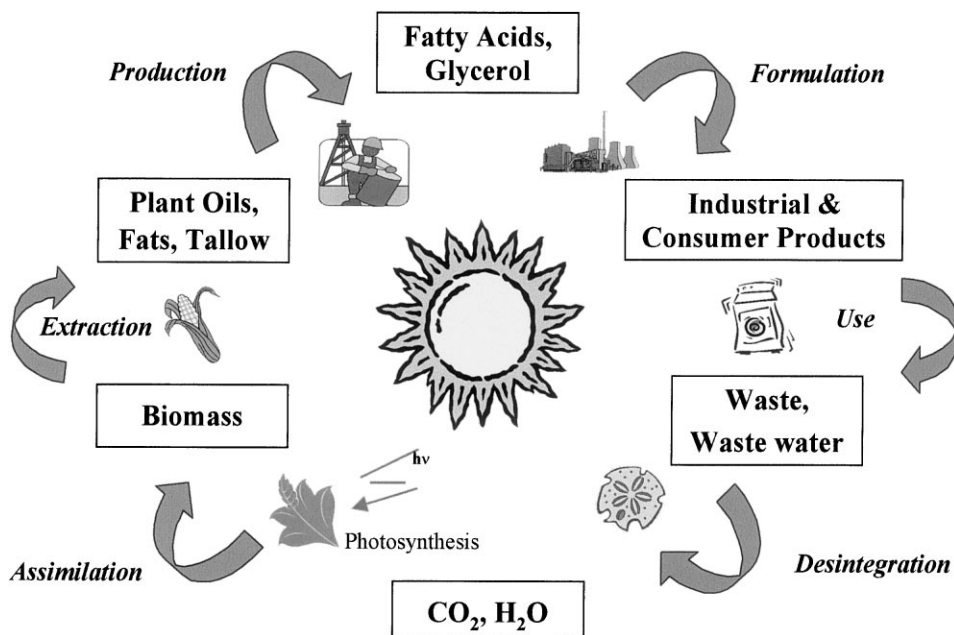 Fatty Acids,
Glycerol
Production
Formulation
Plant Oils,
Fats, Tallow
Industrial &
Consumer Products
Extraction
Use
Biomass
Waste,
Waste water
hν
Photosynthesis
Assimilation
Desintegration
CO₂, H₂O